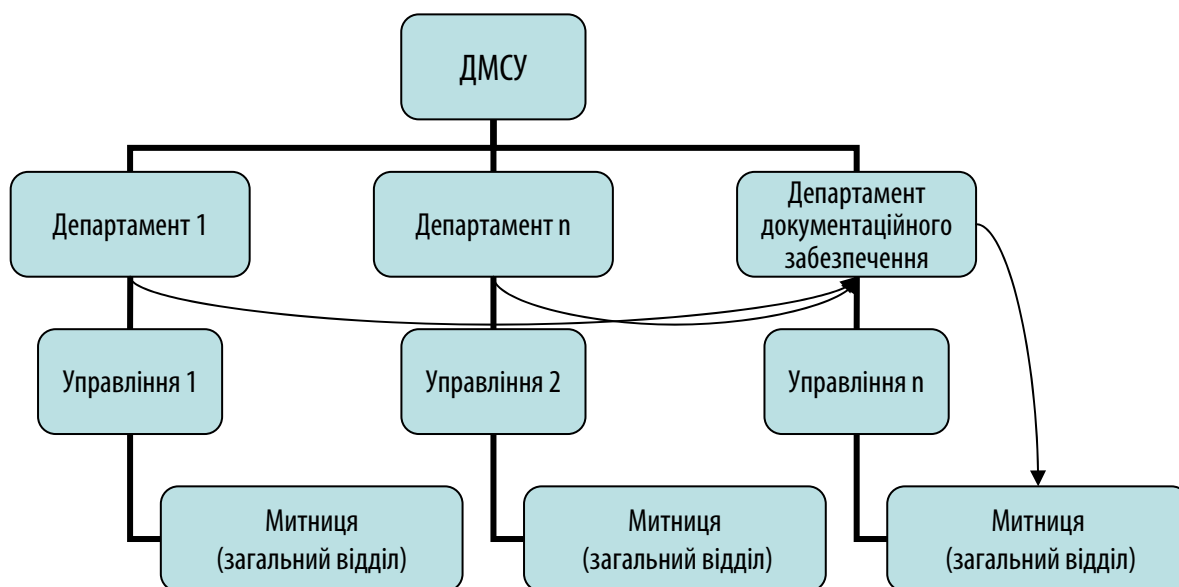 ДМСУ
Департамент 1
Департамент n
Департамент
документаційного
забезпечення
Управління 1
Управління 2
Управління n
Митниця
(загальний відділ)
Митниця
(загальний відділ)
Митниця
(загальний відділ)